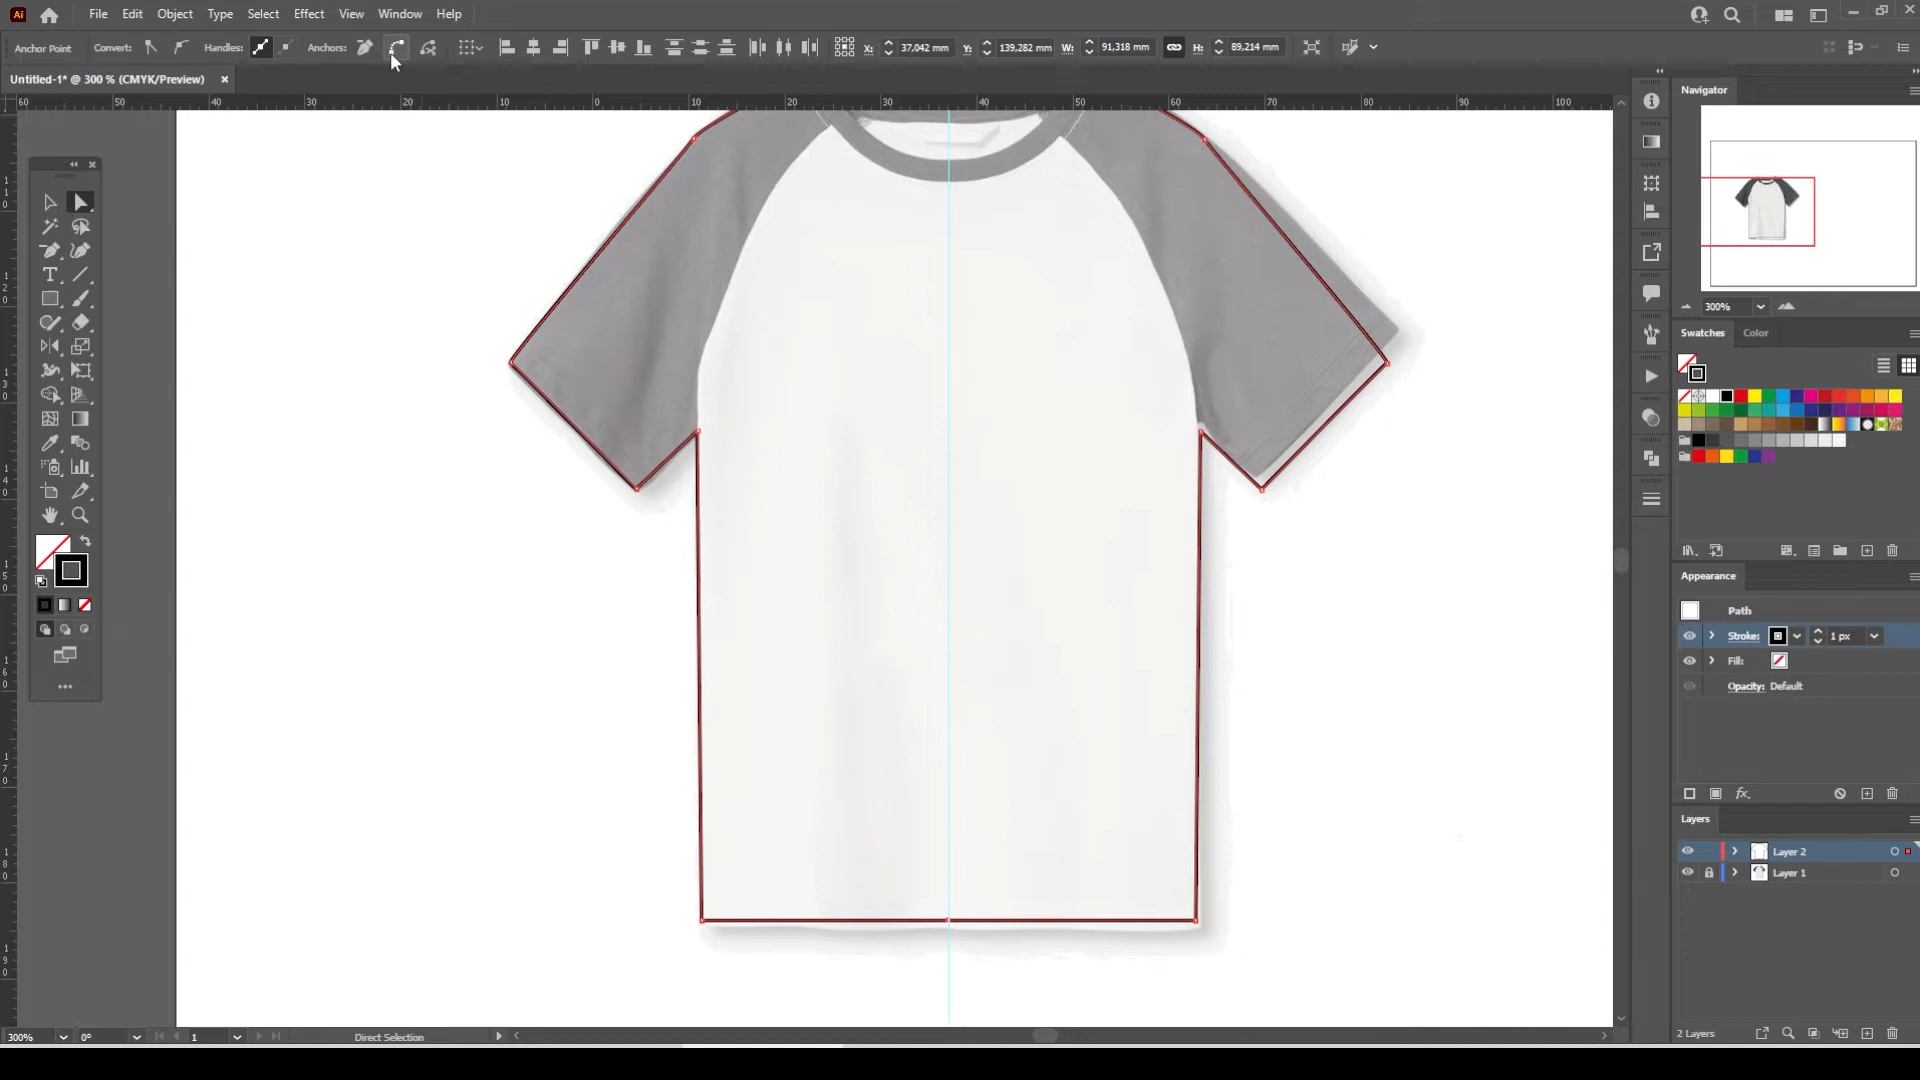 Ai File Edit Object Type Select Effect View Window Help
Anchor Point Convert: Handles: Anchors: X: 37,042 mm Y: 139,282 mm W: 91,318 mm H: 89,214 mm
Untitled-1* @ 300 % (CMYK/Preview) ×
60 50 40 30 20 10 0 10 20 30 40 50 60 70 80 90 100
Navigator
300%
Swatches Color
Appearance
Path
Stroke: 1 px
Fill:
Opacity: Default
fx.
Layers
Layer 2
Layer 1
2 Layers
300% 0° 1 Direct Selection